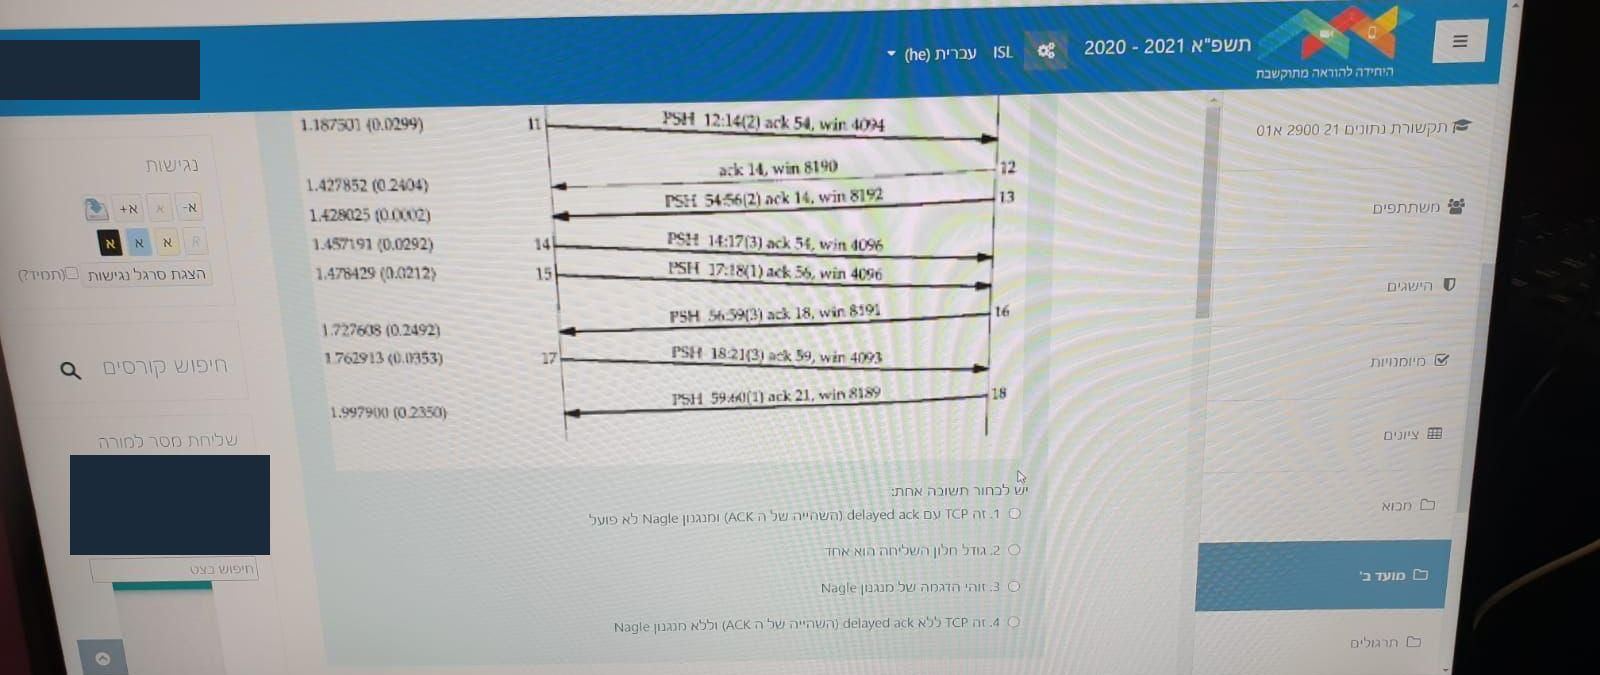 תשפ"א 2021 - 2020
ISL
עברית (he)
היחידה להוראה מתוקשבת
תקשורת נתונים 21 2900 א01
משתתפים
הישגים
מיומנויות
ציונים
מבוא
מועד ב'
תרגולים
1.187501 (0.0299)
11
PSH 12:14(2) ack 54, win 4094
ack 14, win 8190
12
1.427852 (0.2404)
PSH 54:56(2) ack 14, win 8192
13
1.428025 (0.0002)
1.457191 (0.0292)
14
PSH 14:17(3) ack 54, win 4096
1.478429 (0.0212)
15
PSH 17:18(1) ack 56, win 4096
PSH 56:59(3) ack 18, win 8191
16
1.727608 (0.2492)
1.762913 (0.0353)
17
PSH 18:21(3) ack 59, win 4093
PSH 59:60(1) ack 21, win 8189
18
1.997900 (0.2350)
יש לבחור תשובה אחת:
1. זה TCP עם delayed ack (השהייה של ה ACK) ומנגנון Nagle לא פועל
2. גודל חלון השליחה הוא אחד
3. זוהי הדגמה של מנגנון Nagle
4. זה TCP ללא delayed ack (השהייה של ה ACK) וללא מנגנון Nagle
נגישות
א-
א
א+
R
א
א
א
הצגת סרגל נגישות
(תמיד?)
חיפוש קורסים
שליחת מסר למורה
חיפוש בצט